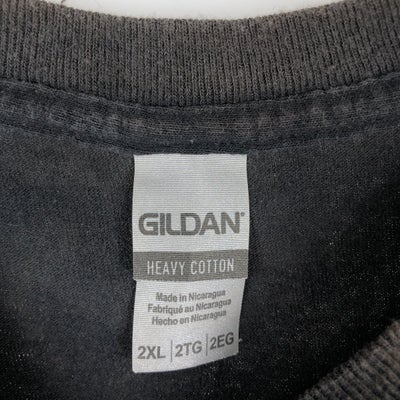 GILDAN®
HEAVY COTTON
Made in Nicaragua
Fabriqué au Nicaragua
Hecho en Nicaragua
2XL | 2TG | 2EG